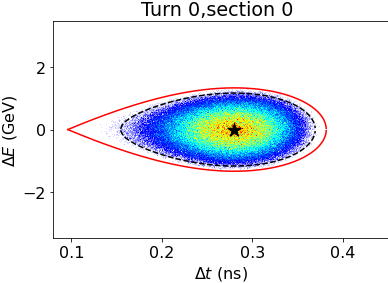 Turn 0,section 0
ΔE (GeV)
2
0
−2
0.1 0.2 0.3 0.4
Δt (ns)